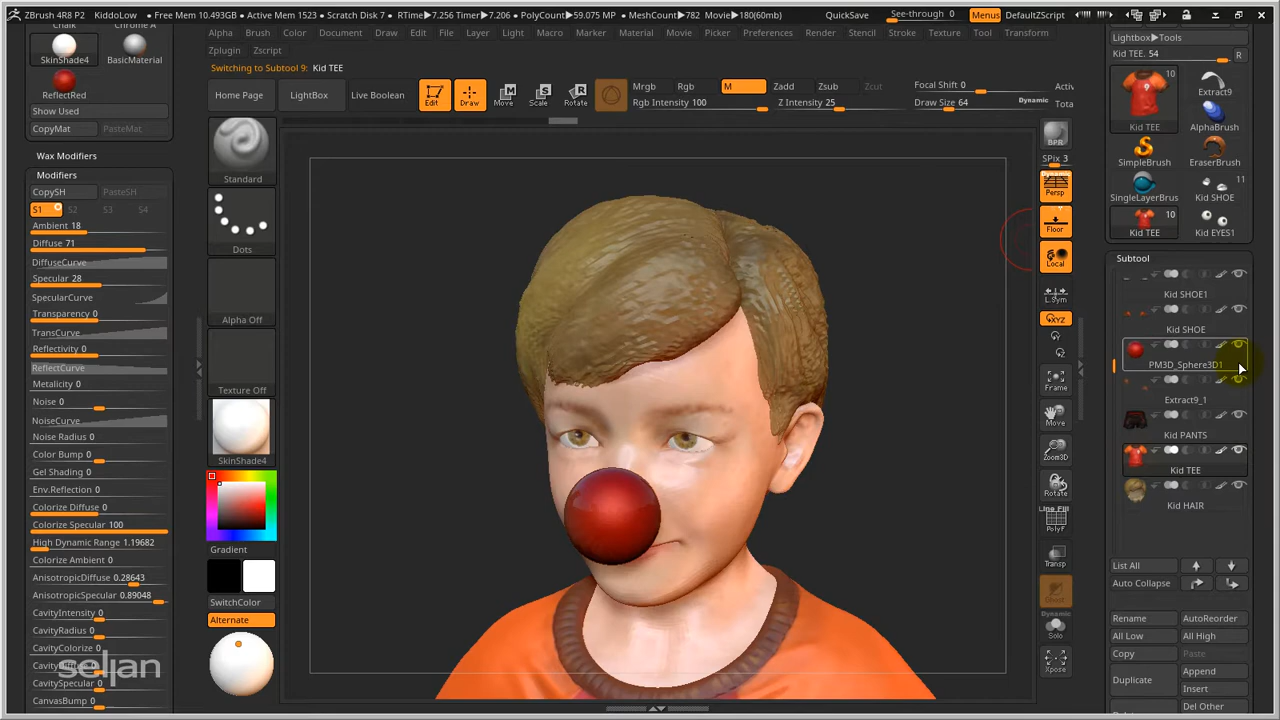 ZBrush 4R8 P2 KiddoLow • Free Mem 10.493GB • Active Mem 1523 • Scratch Disk 7 • RTime▶7.256 Timer▶7.206 • PolyCount▶59.075 MP • MeshCount▶782 Movie▶180(60mb) QuickSave See-through 0 Menus DefaultZScript
Alpha Brush Color Document Draw Edit File Layer Light Macro Marker Material Movie Picker Preferences Render Stencil Stroke Texture Tool Transform
Zplugin Zscript
Switching to Subtool 9: Kid TEE
Home Page LightBox Live Boolean Edit Draw Move Scale Rotate
Mrgb Rgb M Zadd Zsub Zcut Focal Shift 0 Activ
Rgb Intensity 100 Z Intensity 25 Draw Size 64 Dynamic Tota
Chalk Chrome A
SkinShade4 BasicMaterial
ReflectRed
Show Used
CopyMat PasteMat
Wax Modifiers
Modifiers
CopySH PasteSH
S1 S2 S3 S4
Ambient 18
Diffuse 71
DiffuseCurve
Specular 28
SpecularCurve
Transparency 0
TransCurve
Reflectivity 0
ReflectCurve
Metalicity 0
Noise 0
NoiseCurve
Noise Radius 0
Color Bump 0
Gel Shading 0
Env.Reflection 0
Colorize Diffuse 0
Colorize Specular 100
High Dynamic Range 1.19682
Colorize Ambient 0
AnisotropicDiffuse 0.28643
AnisotropicSpecular 0.89048
CavityIntensity 0
CavityRadius 0
CavityColorize 0
CavitySpecular 0
CanvasBump 0
selian
Standard
Dots
Alpha Off
Texture Off
SkinShade4
Gradient
SwitchColor
Alternate
BPR
SPix 3
Dynamic
Persp
Floor
Local
L.Sym
XYZ
Frame
Move
Zoom3D
Rotate
Line Fill
PolyF
Transp
Dynamic
Solo
Xpose
Lightbox▶Tools
Kid TEE. 54 R
10
Kid TEE Extract9
AlphaBrush
SimpleBrush EraserBrush
11
SingleLayerBrus Kid SHOE
10
Kid TEE Kid EYES1
Subtool
Kid SHOE1
Kid SHOE
PM3D_Sphere3D1
Extract9_1
Kid PANTS
Kid TEE
Kid HAIR
List All
Auto Collapse
Rename AutoReorder
All Low All High
Copy Paste
Duplicate Append
Insert
Del Other